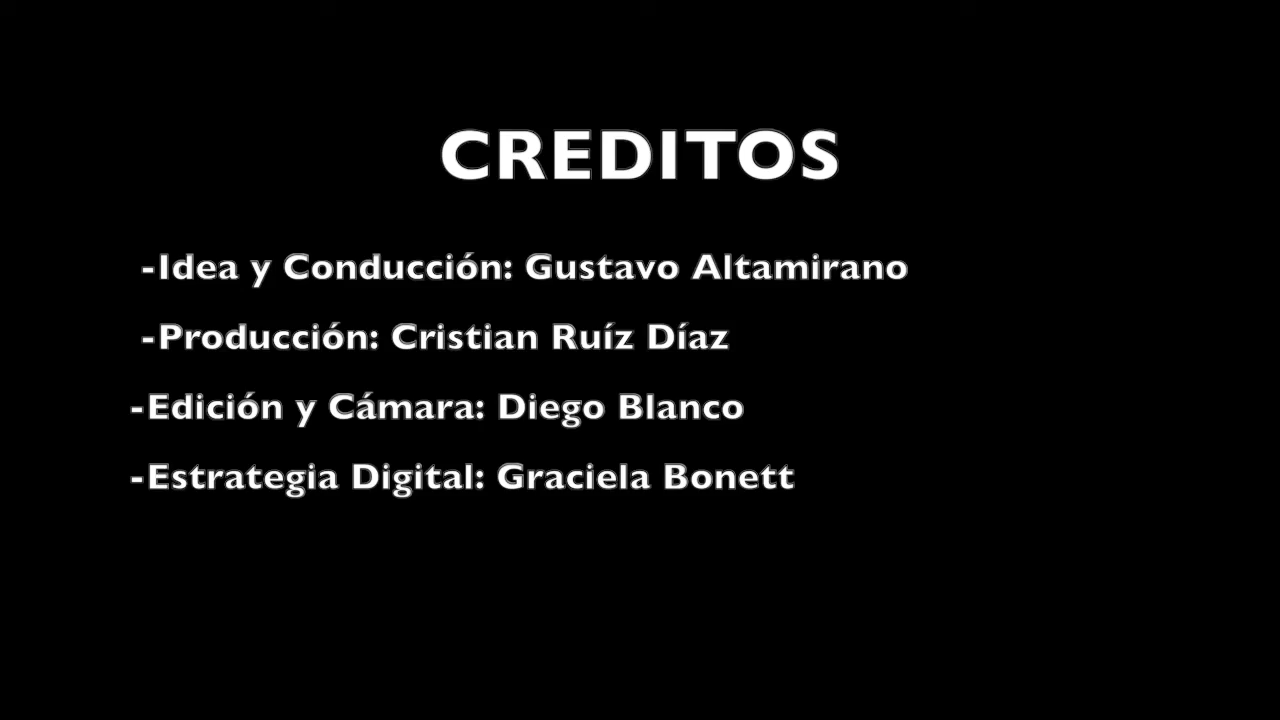 CREDITOS
-Idea y Conducción: Gustavo Altamirano
-Producción: Cristian Ruíz Díaz
-Edición y Cámara: Diego Blanco
-Estrategia Digital: Graciela Bonett